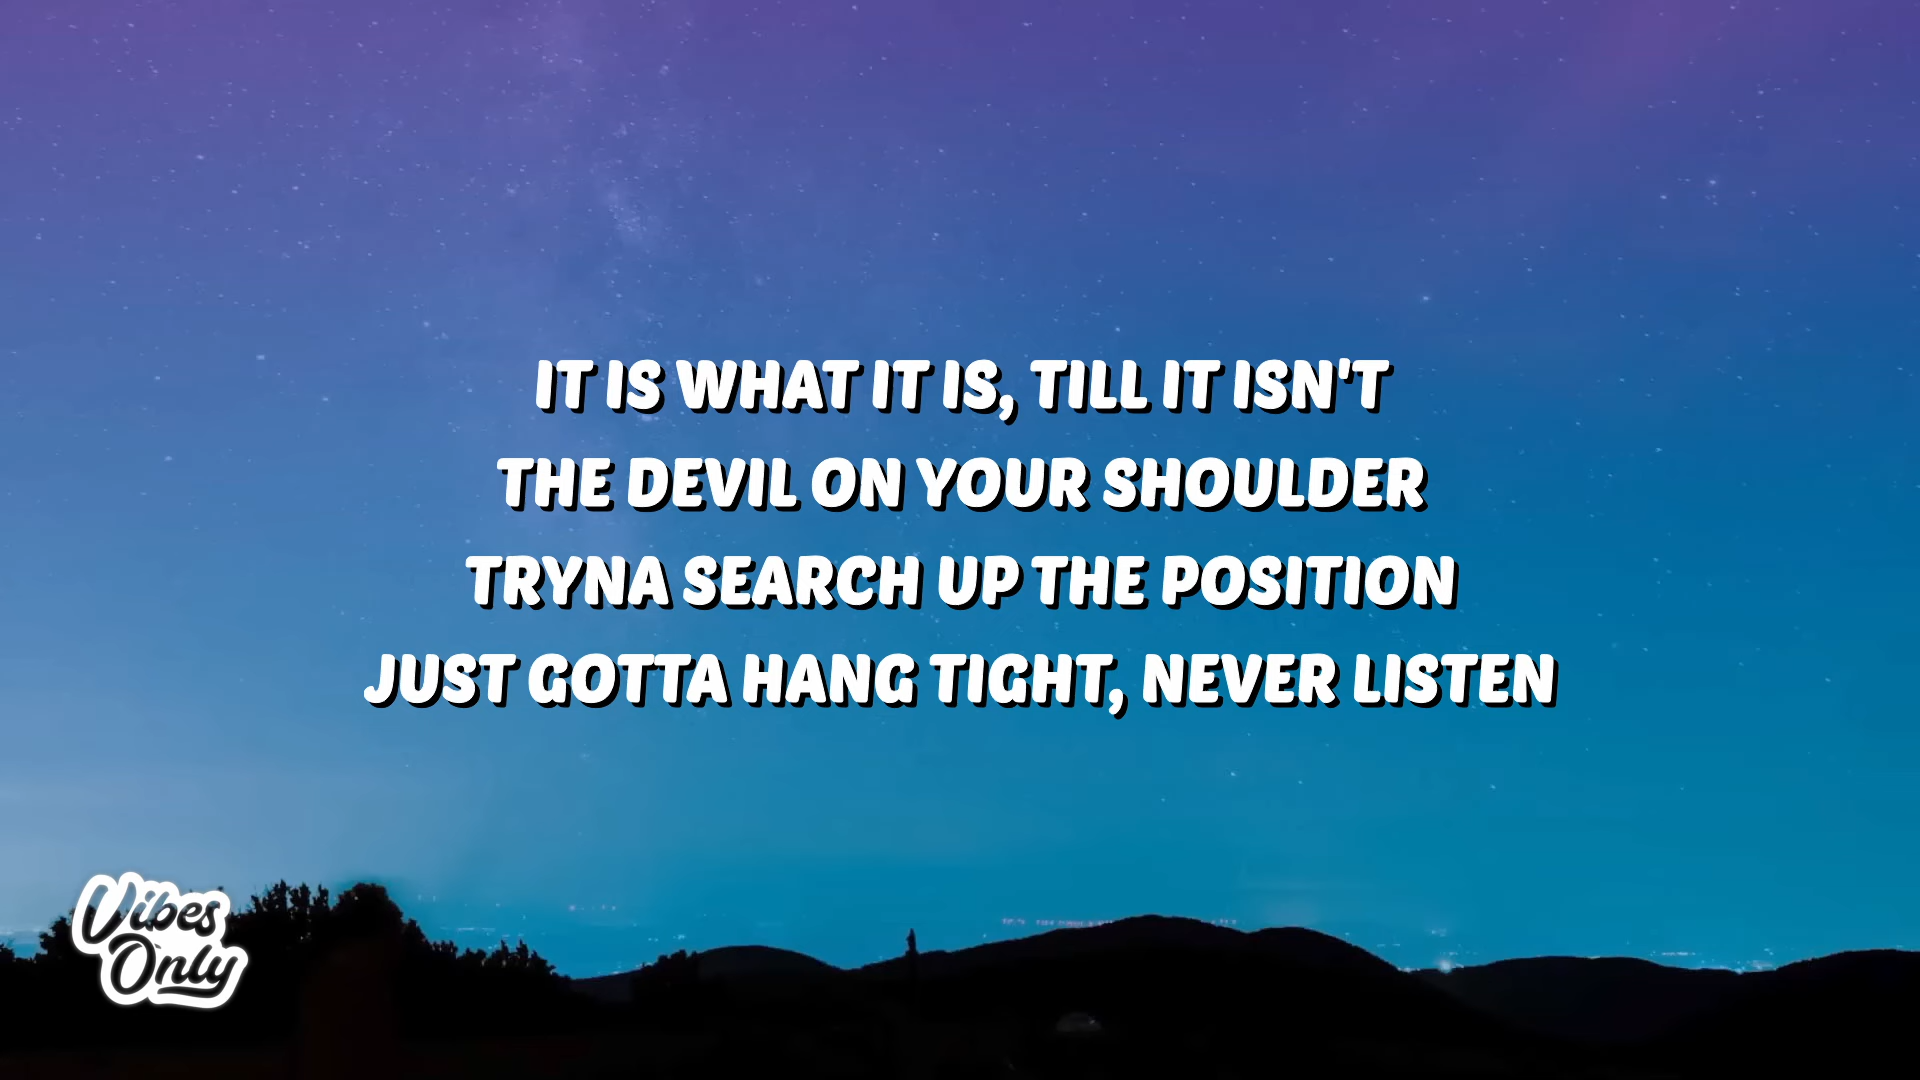 IT IS WHAT IT IS, TILL IT ISN'T
THE DEVIL ON YOUR SHOULDER
TRYNA SEARCH UP THE POSITION
JUST GOTTA HANG TIGHT, NEVER LISTEN
Vibes
Only